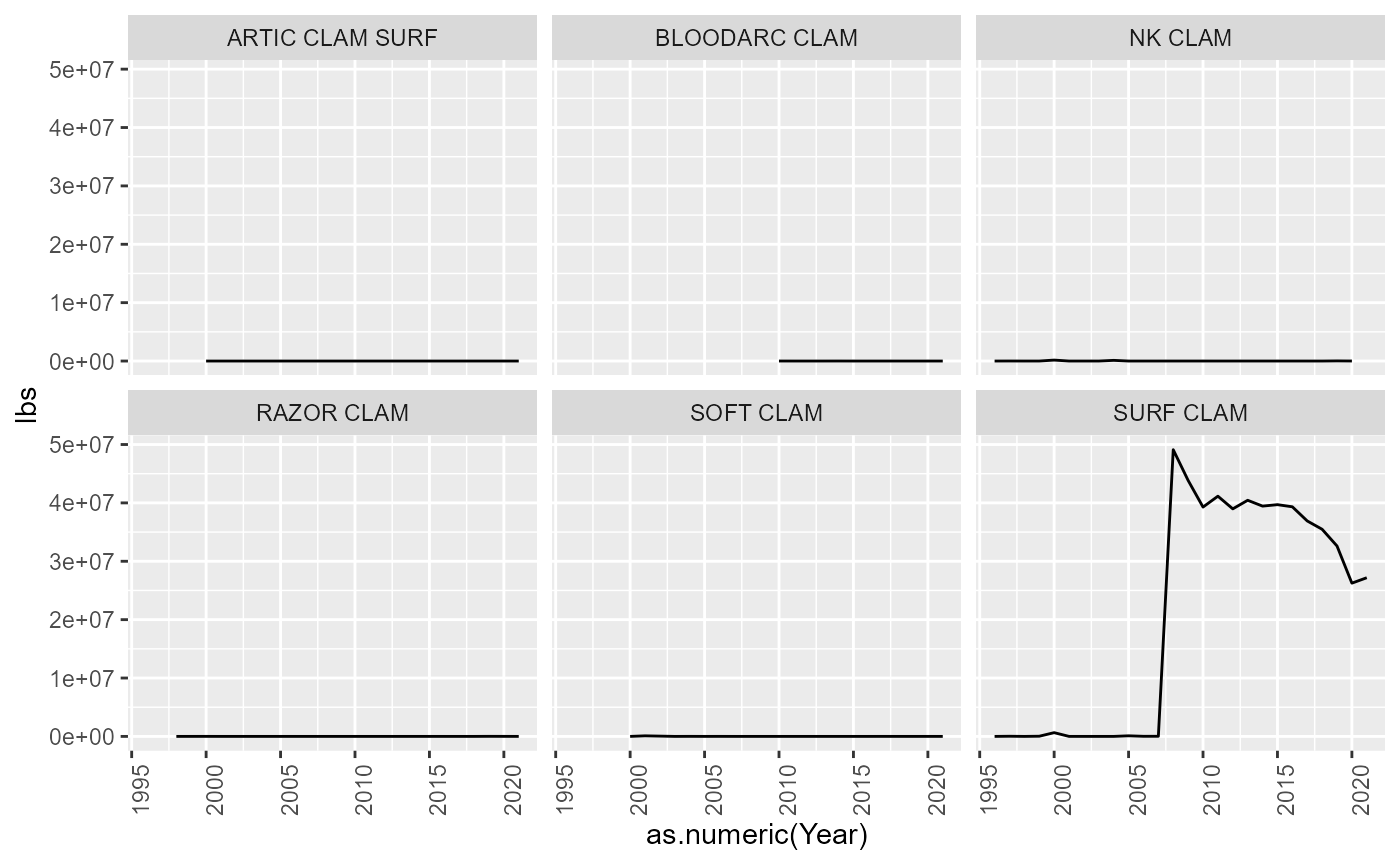 ARTIC CLAM SURF
BLOODARC CLAM
NK CLAM
5e+07
4e+07
3e+07
2e+07
1e+07
0e+00
lbs
RAZOR CLAM
SOFT CLAM
SURF CLAM
5e+07
4e+07
3e+07
2e+07
1e+07
0e+00
1995
2000
2005
2010
2015
2020
1995
2000
2005
2010
2015
2020
1995
2000
2005
2010
2015
2020
as.numeric(Year)